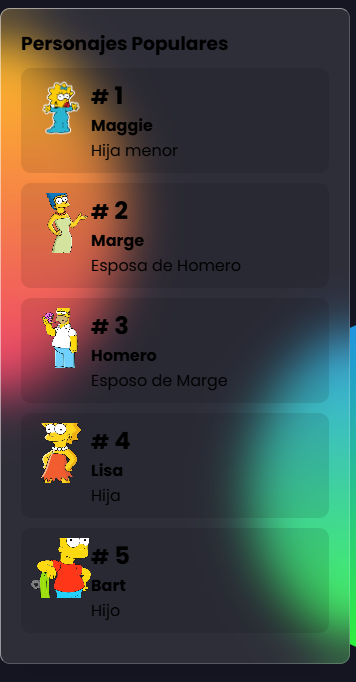 Personajes Populares
# 1
Maggie
Hija menor
# 2
Marge
Esposa de Homero
# 3
Homero
Esposo de Marge
# 4
Lisa
Hija
# 5
Bart
Hijo